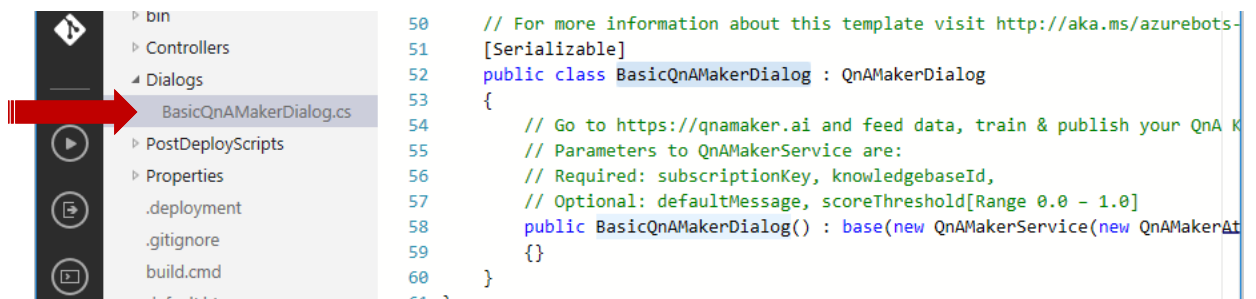 bin
Controllers
Dialogs
BasicQnAMakerDialog.cs
PostDeployScripts
Properties
.deployment
.gitignore
build.cmd
50 // For more information about this template visit http://aka.ms/azurebots-
51 [Serializable]
52 public class BasicQnAMakerDialog : QnAMakerDialog
53 {
54 // Go to https://qnamaker.ai and feed data, train & publish your QnA K
55 // Parameters to QnAMakerService are:
56 // Required: subscriptionKey, knowledgebaseId,
57 // Optional: defaultMessage, scoreThreshold[Range 0.0 – 1.0]
58 public BasicQnAMakerDialog() : base(new QnAMakerService(new QnAMakerAt
59 {}
60 }
61 }